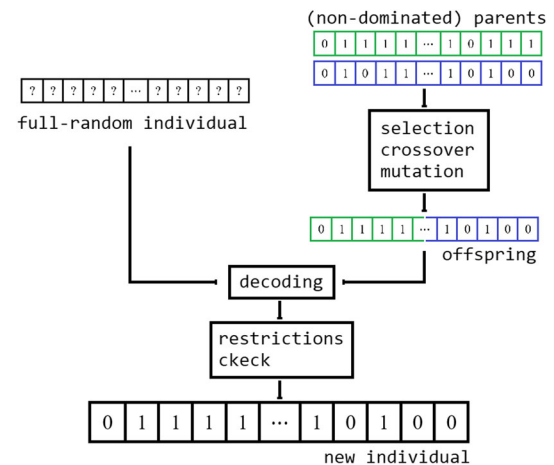 (non-dominated) parents
0 1 1 1 1 1 ... 1 0 1 1 1
0 1 0 1 1 ... 1 0 1 0 0
? ? ? ? ? ... ? ? ? ? ?
full-random individual
selection
crossover
mutation
0 1 1 1 1 ... 1 0 1 0 0
offspring
decoding
restrictions
ckeck
0 1 1 1 1 ... 1 0 1 0 0
new individual